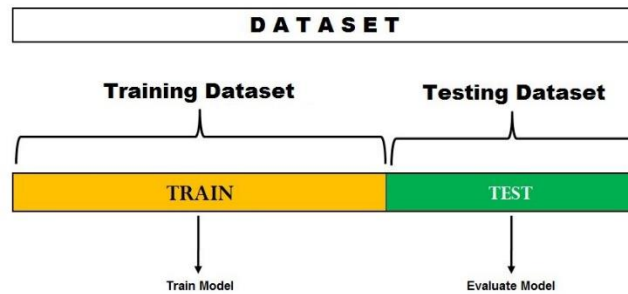 DATASET
Training Dataset
Testing Dataset
TRAIN
TEST
Train Model
Evaluate Model